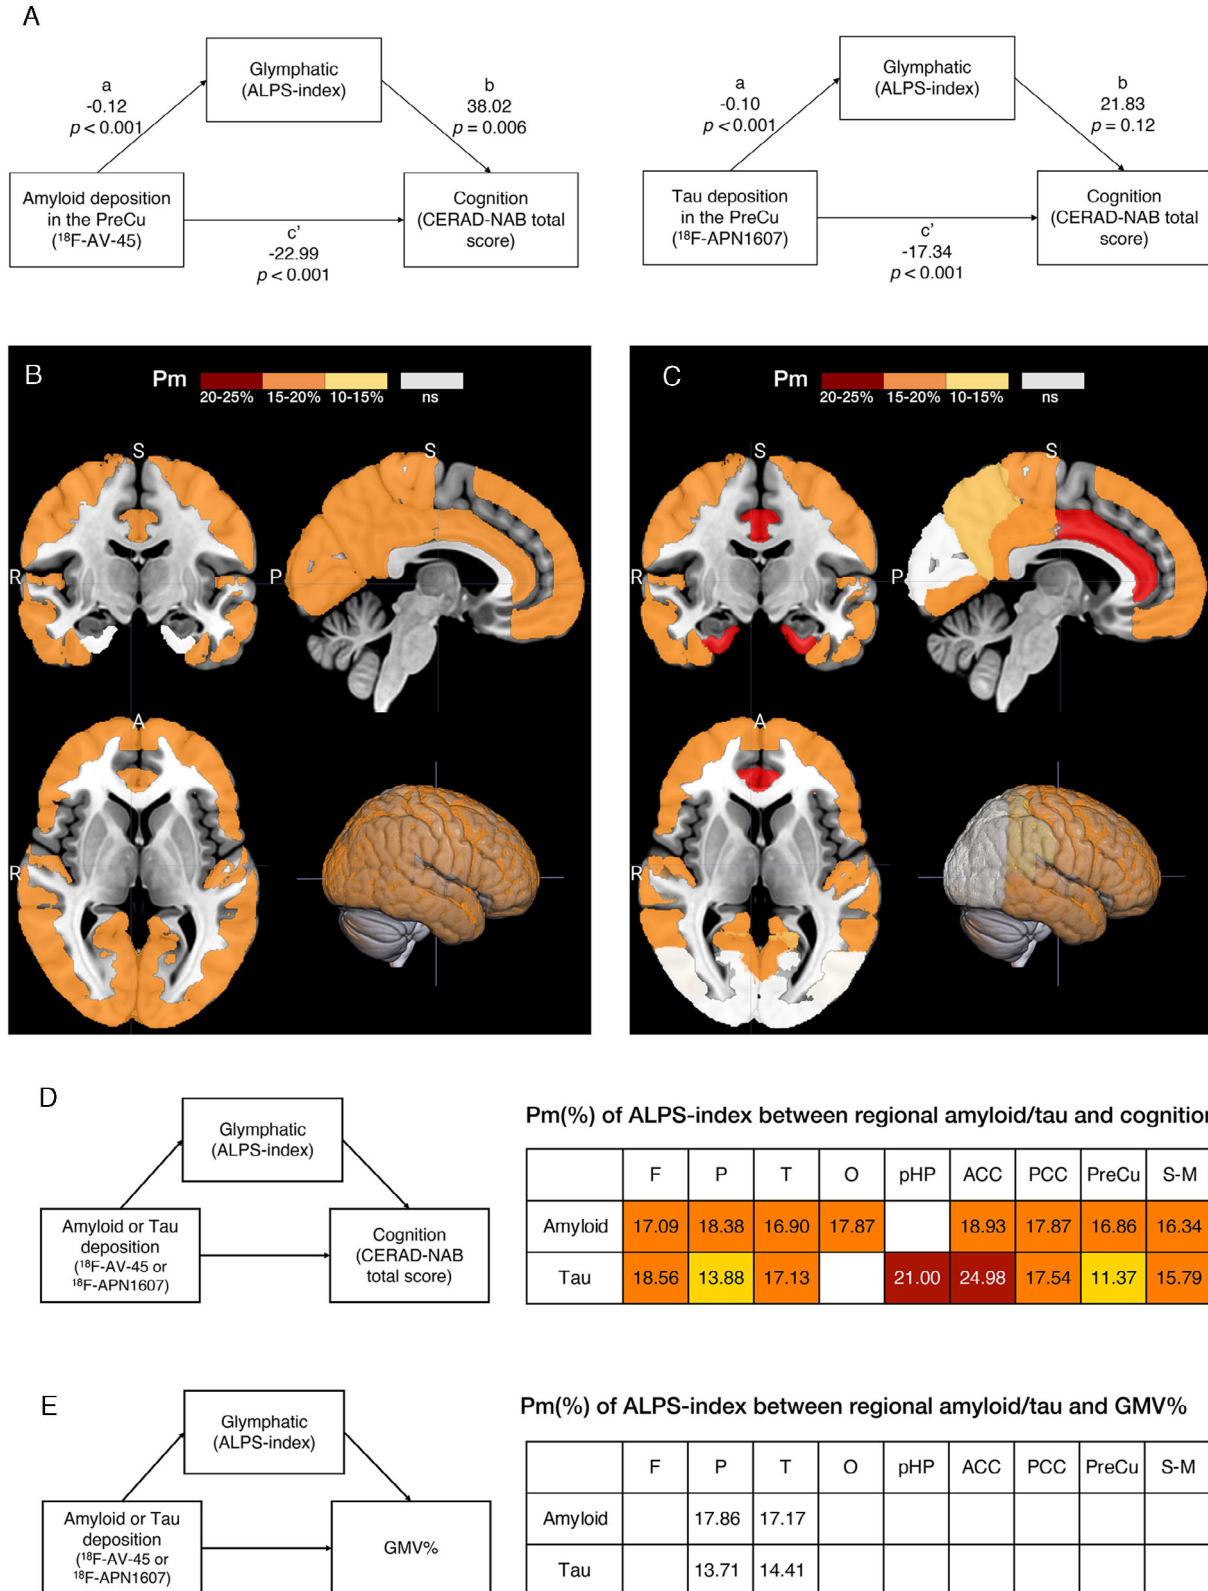 A
Glymphatic
(ALPS-index)
a
-0.12
p < 0.001
b
38.02
p = 0.006
Amyloid deposition
in the PreCu
(¹⁸F-AV-45)
Cognition
(CERAD-NAB total
score)
c'
-22.99
p < 0.001
Glymphatic
(ALPS-index)
a
-0.10
p < 0.001
b
21.83
p = 0.12
Tau deposition
in the PreCu
(¹⁸F-APN1607)
Cognition
(CERAD-NAB total
score)
c'
-17.34
p < 0.001
B
Pm
20-25% 15-20% 10-15% ns
S
S
R
P
A
R
C
Pm
20-25% 15-20% 10-15% ns
S
S
R
P
A
R
D
Glymphatic
(ALPS-index)
Amyloid or Tau
deposition
(¹⁸F-AV-45 or
¹⁸F-APN1607)
Cognition
(CERAD-NAB
total score)
Pm(%) of ALPS-index between regional amyloid/tau and cognition
F P T O pHP ACC PCC PreCu S-M
Amyloid 17.09 18.38 16.90 17.87 18.93 17.87 16.86 16.34
Tau 18.56 13.88 17.13 21.00 24.98 17.54 11.37 15.79
E
Glymphatic
(ALPS-index)
Amyloid or Tau
deposition
(¹⁸F-AV-45 or
¹⁸F-APN1607)
GMV%
Pm(%) of ALPS-index between regional amyloid/tau and GMV%
F P T O pHP ACC PCC PreCu S-M
Amyloid 17.86 17.17
Tau 13.71 14.41